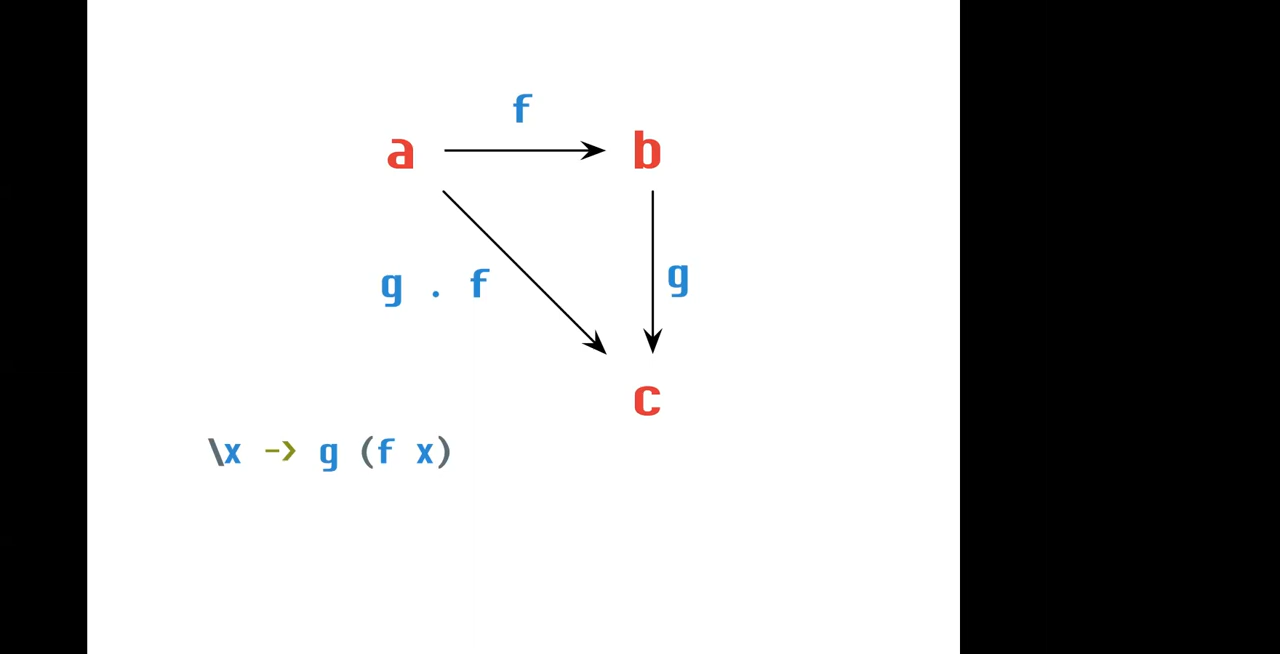 f
a b
g . f g
c
\x -> g (f x)